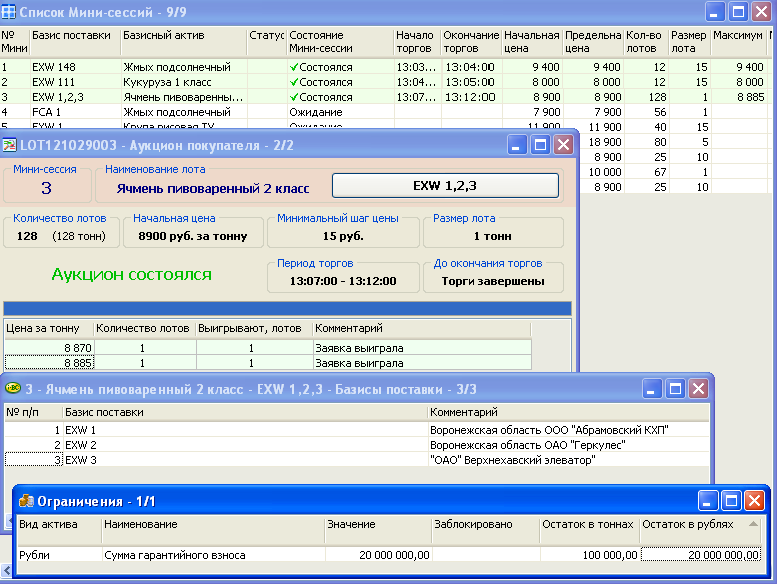 Список Мини-сессий - 9/9
№ Мини Базис поставки Базисный актив Статус Состояние Мини-сессии Начало торгов Окончание торгов Начальная цена Предельна цена Кол-во лотов Размер лота Максимум
1 EXW 148 Жмых подсолнечный Состоялся 13:03... 13:04:00 9 400 9 400 12 15 9 400
2 EXW 111 Кукуруза 1 класс Состоялся 13:04... 13:05:00 8 000 8 000 12 15 8 000
3 EXW 1,2,3 Ячмень пивоваренны... Состоялся 13:07... 13:12:00 8 900 8 900 128 1 8 885
4 FCA 1 Жмых подсолнечный Ожидание 7 900 7 900 56 1
5 EXW 1 Крупа рисовая ТУ Ожидание 11 900 11 900 40 15
18 900 80 5
8 900 25 10
10 000 67 1
8 900 25 10
LOT121029003 - Аукцион покупателя - 2/2
Мини-сессия Наименование лота
3 Ячмень пивоваренный 2 класс EXW 1,2,3
Количество лотов Начальная цена Минимальный шаг цены Размер лота
128 (128 тонн) 8900 руб. за тонну 15 руб. 1 тонн
Период торгов До окончания торгов
Аукцион состоялся 13:07:00 - 13:12:00 Торги завершены
Цена за тонну Количество лотов Выигрывают, лотов Комментарий
8 870 1 1 Заявка выиграла
8 885 1 1 Заявка выиграла
3 - Ячмень пивоваренный 2 класс - EXW 1,2,3 - Базисы поставки - 3/3
№ п/п Базис поставки Комментарий
1 EXW 1 Воронежская область ООО "Абрамовский КХП"
2 EXW 2 Воронежская область ОАО "Геркулес"
3 EXW 3 "ОАО" Верхнехавский элеватор"
Ограничения - 1/1
Вид актива Наименование Значение Заблокировано Остаток в тоннах Остаток в рублях
Рубли Сумма гарантийного взноса 20 000 000,00 100 000,00 20 000 000,00